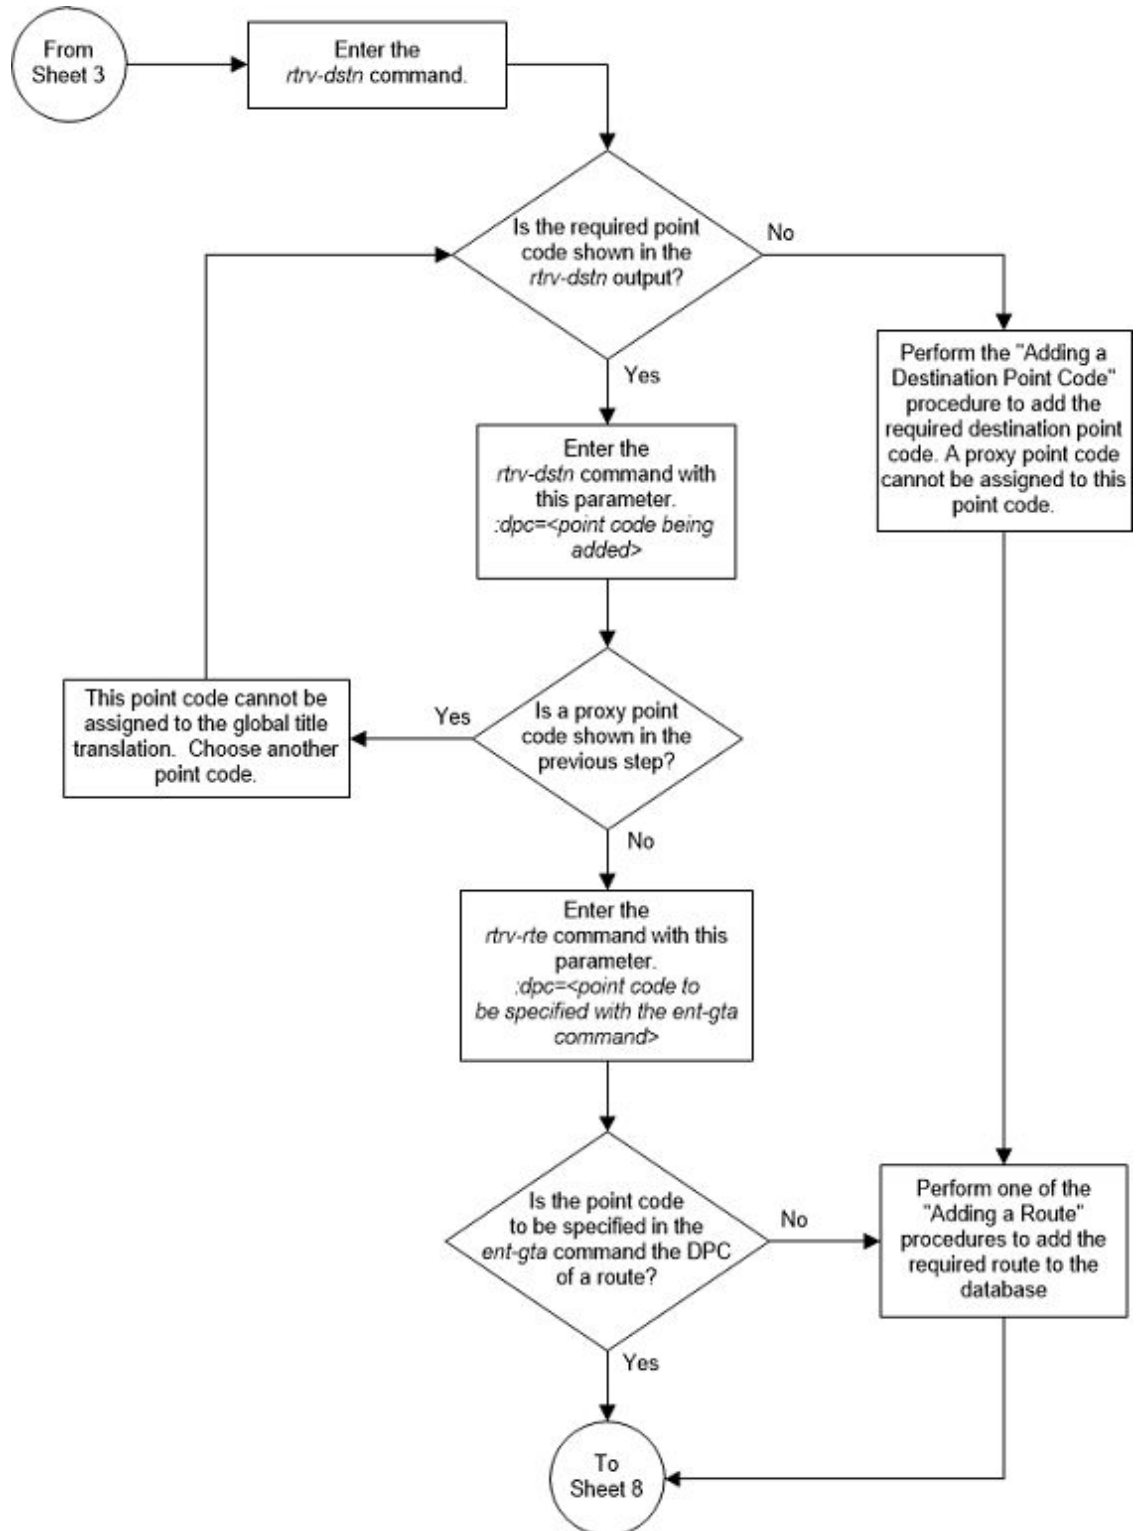 From
Sheet 3
Enter the
rtrv-dstn command.
Is the required point
code shown in the
rtrv-dstn output?
No
Yes
Perform the "Adding a
Destination Point Code"
procedure to add the
required destination point
code. A proxy point code
cannot be assigned to this
point code.
Enter the
rtrv-dstn command with
this parameter.
:dpc=<point code being
added>
This point code cannot be
assigned to the global title
translation.  Choose another
point code.
Yes
Is a proxy point
code shown in the
previous step?
No
Enter the
rtrv-rte command with this
parameter.
:dpc=<point code to
be specified with the ent-gta
command>
Is the point code
to be specified in the
ent-gta command the DPC
of a route?
No
Perform one of the
"Adding a Route"
procedures to add the
required route to the
database
Yes
To
Sheet 8